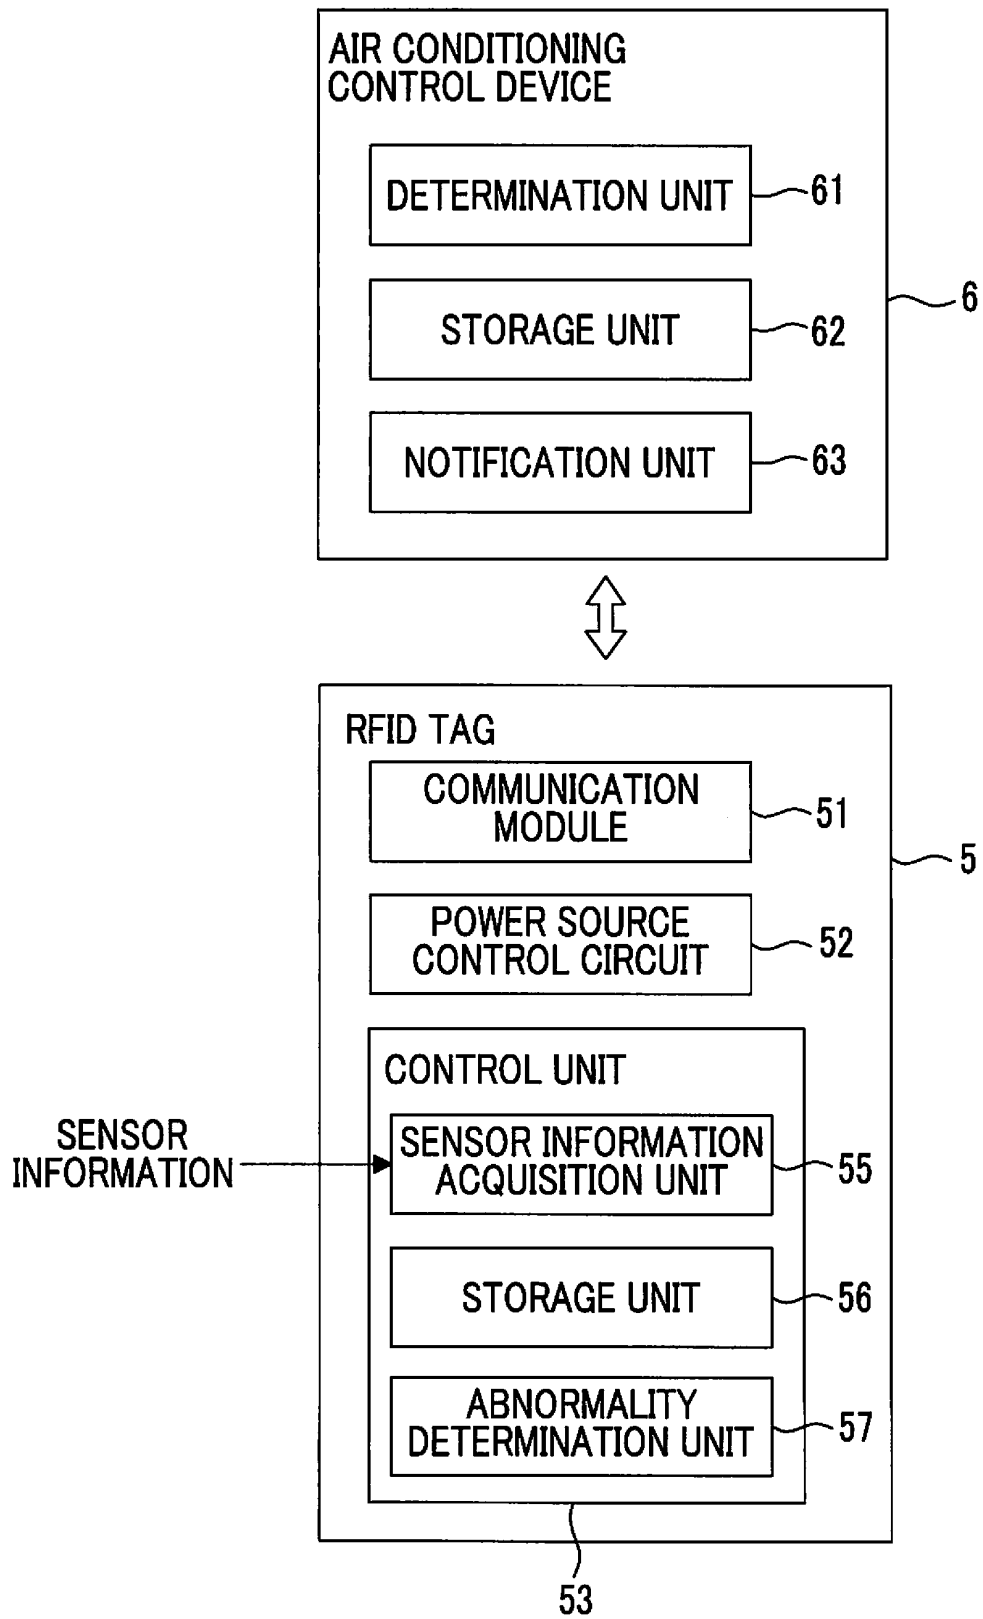 AIR CONDITIONING
CONTROL DEVICE
DETERMINATION UNIT
61
STORAGE UNIT
62
6
NOTIFICATION UNIT
63
RFID TAG
COMMUNICATION
MODULE
51
5
POWER SOURCE
CONTROL CIRCUIT
52
CONTROL UNIT
SENSOR
INFORMATION
SENSOR INFORMATION
ACQUISITION UNIT
55
STORAGE UNIT
56
ABNORMALITY
DETERMINATION UNIT
57
53